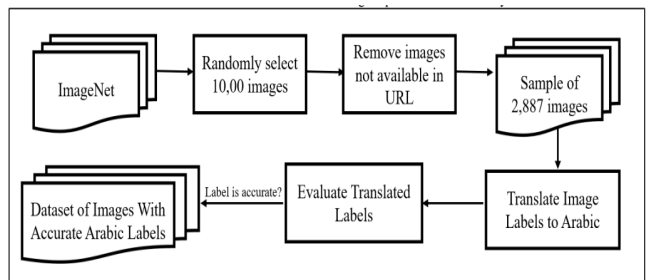 ImageNet
Randomly select
10,00 images
Remove images
not available in
URL
Sample of
2,887 images
Translate Image
Labels to Arabic
Evaluate Translated
Labels
Label is accurate?
Dataset of Images With
Accurate Arabic Labels